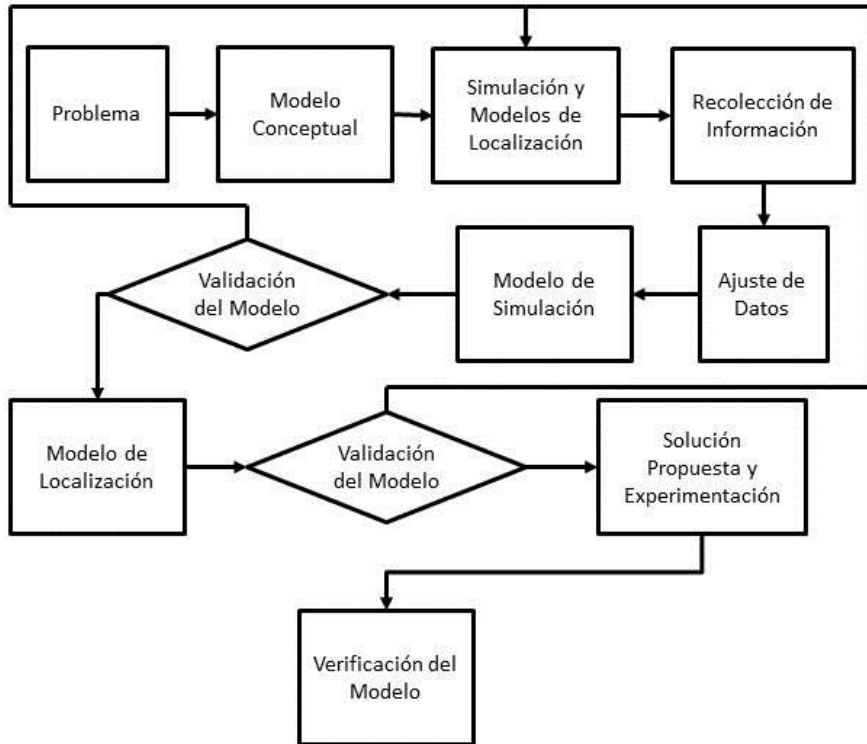 Problema
Modelo
Conceptual
Simulación y
Modelos de
Localización
Recolección de
Información
Validación
del Modelo
Modelo de
Simulación
Ajuste de
Datos
Modelo de
Localización
Validación
del Modelo
Solución
Propuesta y
Experimentación
Verificación del
Modelo